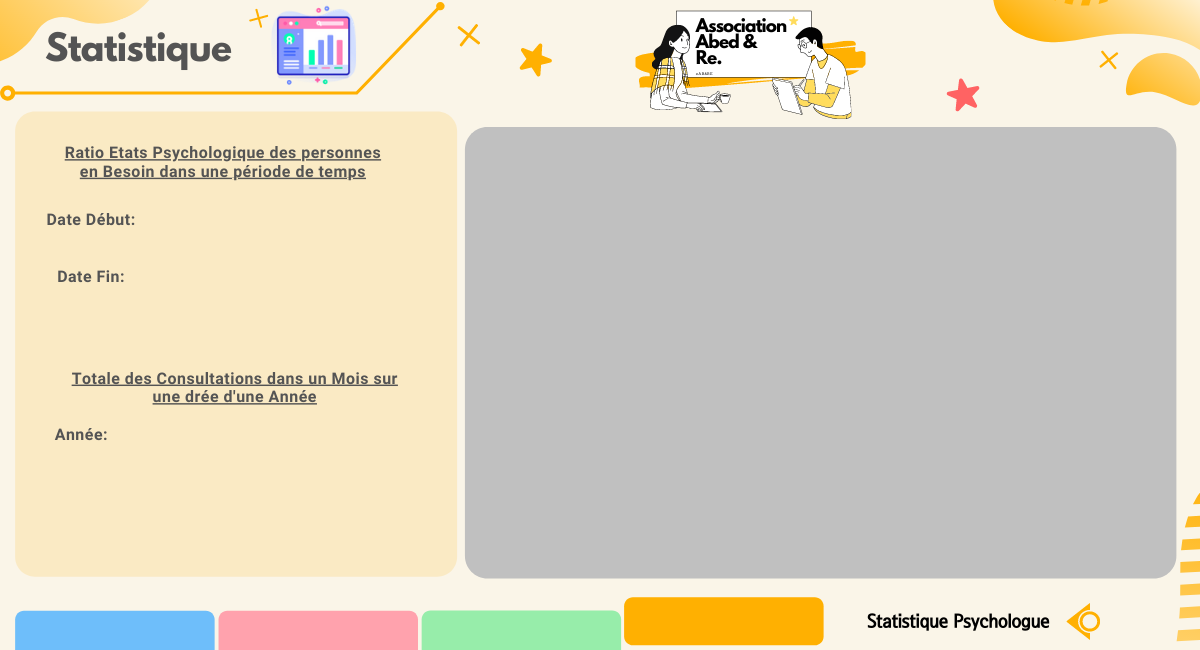 Statistique
Association
Abed &
Re.
Ratio Etats Psychologique des personnes
en Besoin dans une période de temps
Date Début:
Date Fin:
Totale des Consultations dans un Mois sur
une drée d'une Année
Année:
Statistique Psychologue